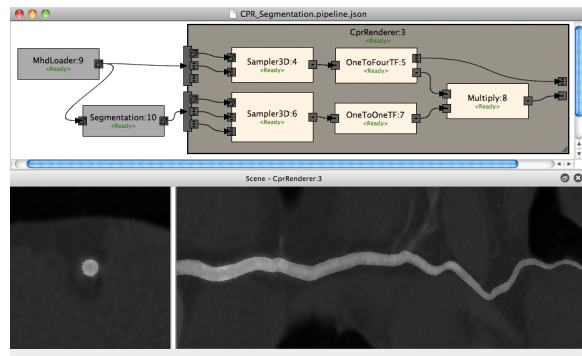 CPR_Segmentation.pipeline.json
CprRenderer:3
<Ready>
MhdLoader:9
<Ready>
Sampler3D:4
<Ready>
OneToFourTF:5
<Ready>
Multiply:8
<Ready>
Segmentation:10
<Ready>
Sampler3D:6
<Ready>
OneToOneTF:7
<Ready>
Scene - CprRenderer:3